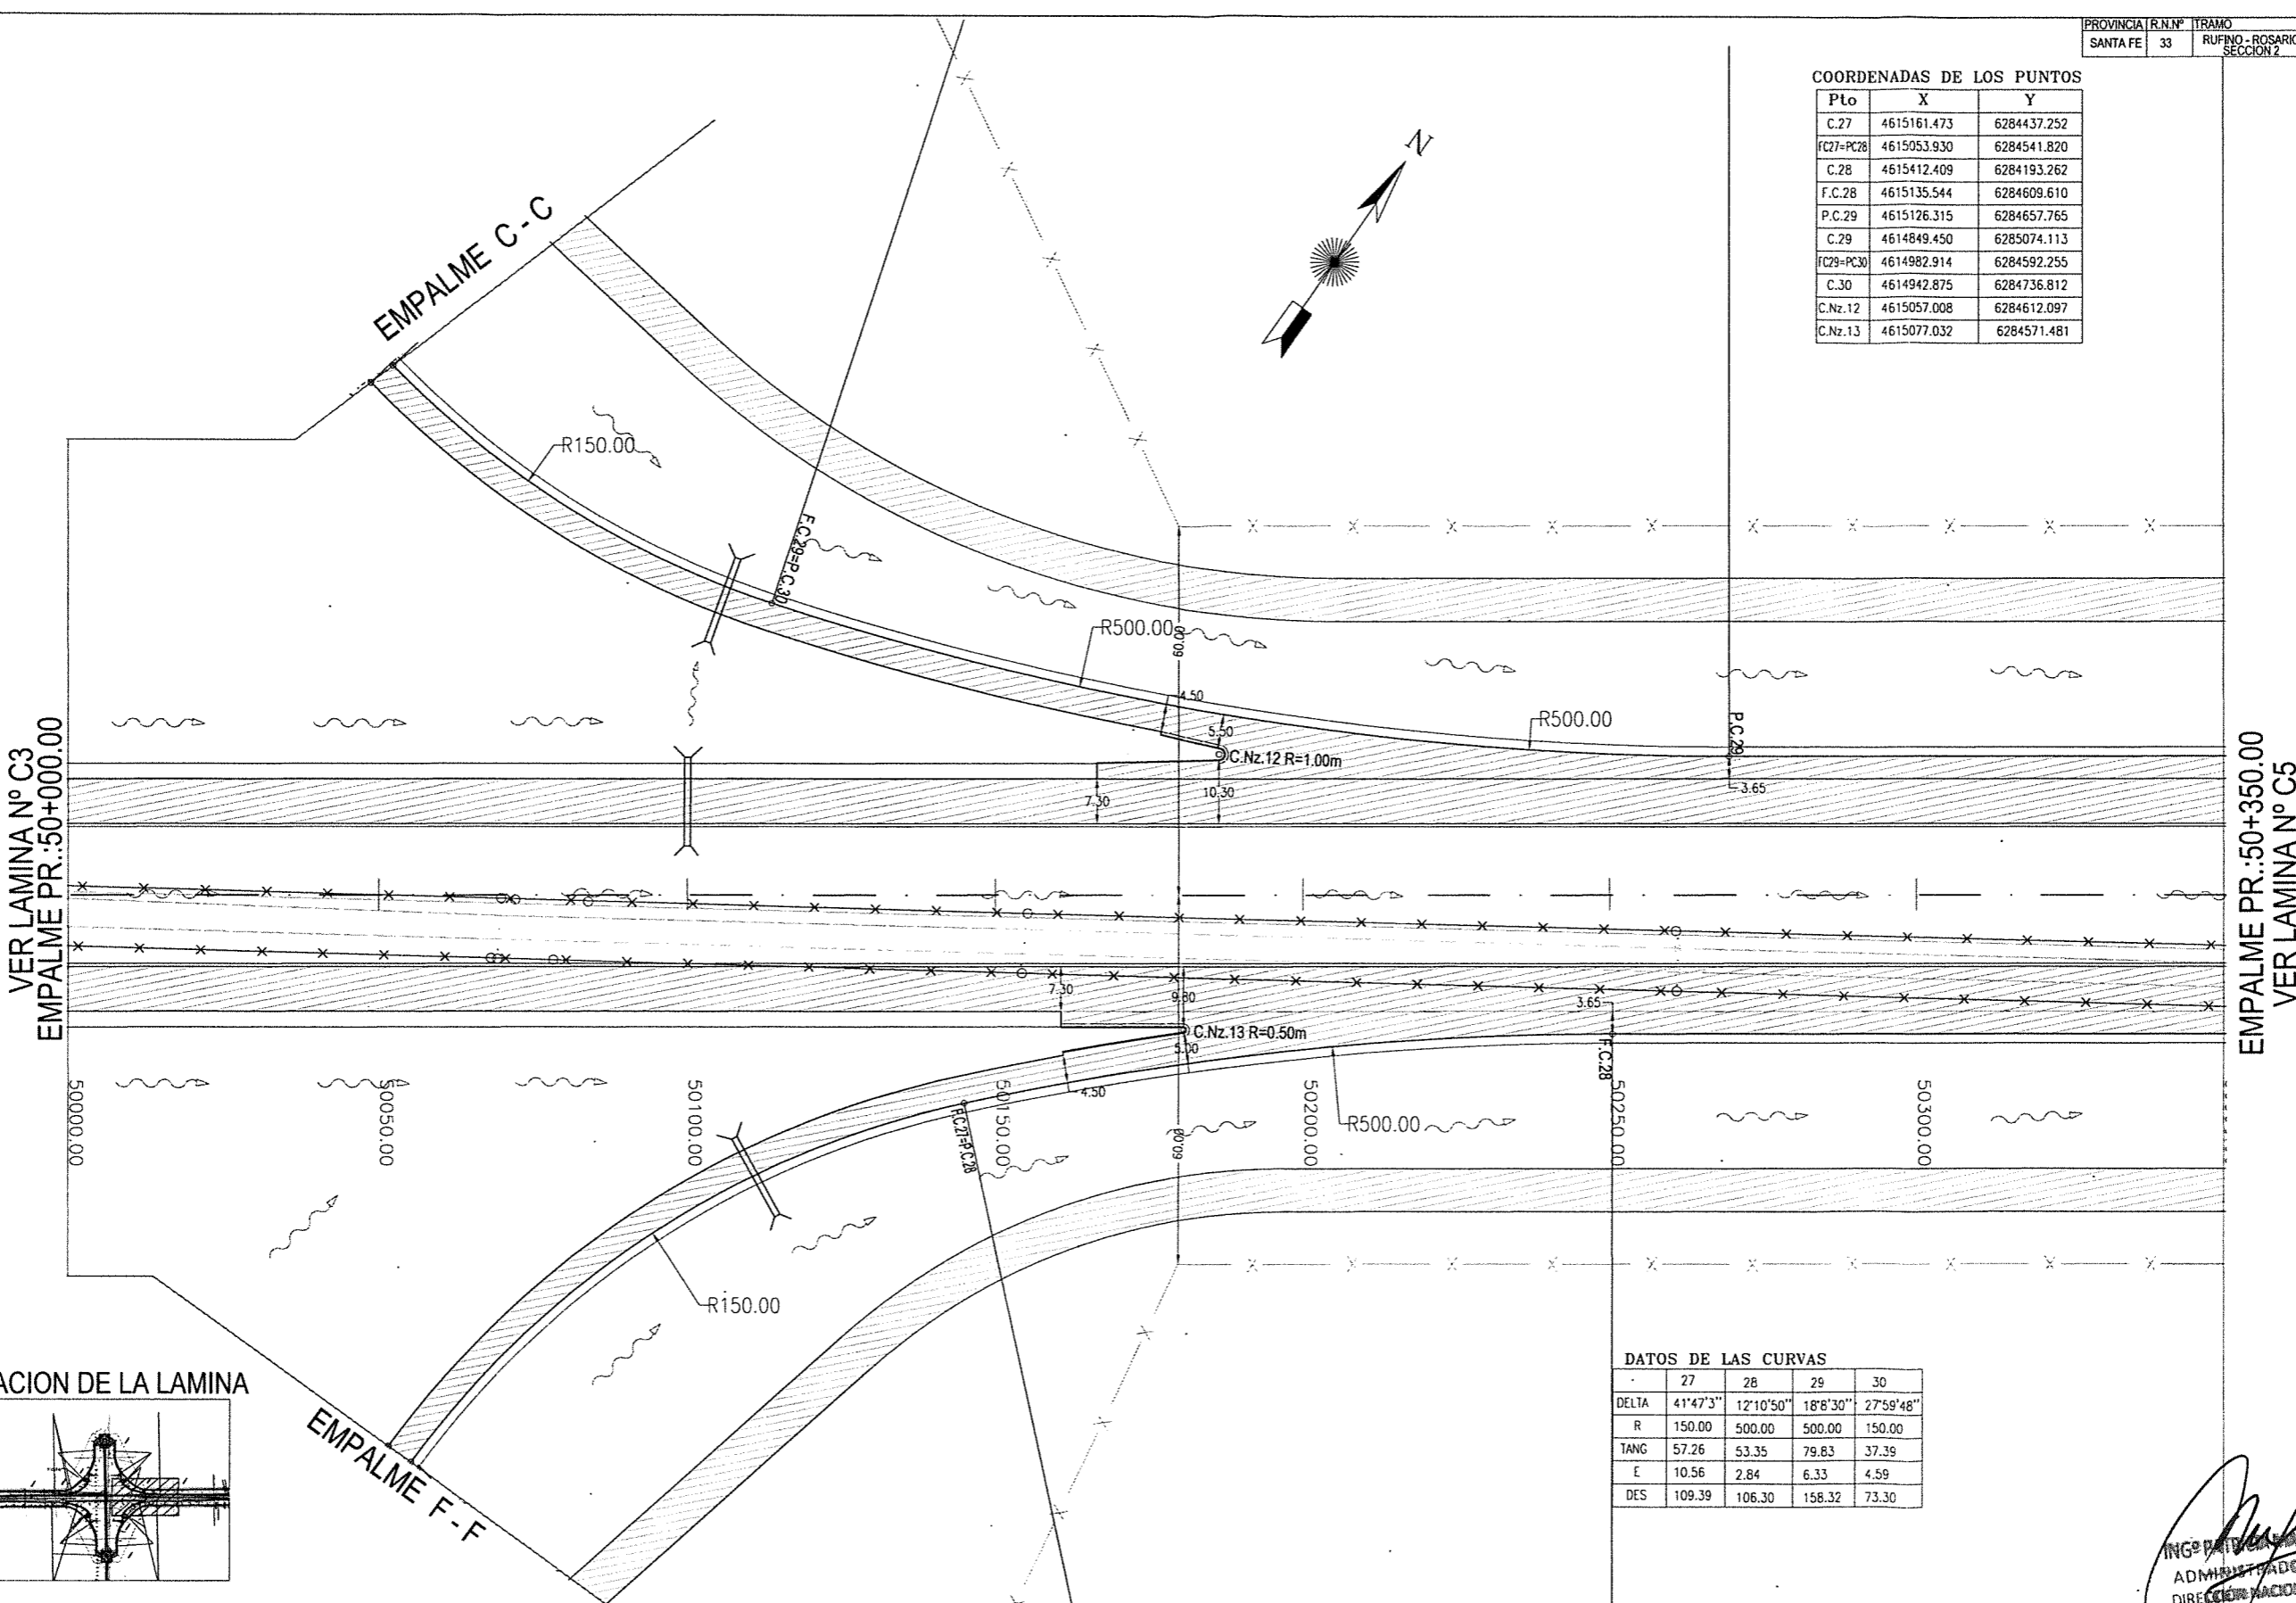 PROVINCIA R.N.Nº TRAMO
SANTA FE 33 RUFINO - ROSARIO
SECCION 2
COORDENADAS DE LOS PUNTOS
Pto X Y
C.27 4615161.473 6284437.252
FC27=PC28 4615053.930 6284541.820
C.28 4615412.409 6284193.262
F.C.28 4615135.544 6284609.610
P.C.29 4615126.315 6284657.765
C.29 4614849.450 6285074.113
FC29=PC30 4614982.914 6284592.255
C.30 4614942.875 6284736.812
C.Nz.12 4615057.008 6284612.097
C.Nz.13 4615077.032 6284571.481
N
EMPALME C - C
R150.00
F.C.29=P.C.30
R500.00
60.00
4.50
5.50
R500.00
P.C.29
C.Nz.12 R=1.00m
7.30
10.30
3.65
VER LAMINA Nº C3
EMPALME PR.:50+000.00
EMPALME PR.:50+350.00
VER LAMINA Nº C5
7.30
9.80
3.65
C.Nz.13 R=0.50m
5.00
4.50
F.C.28
50000.00
50050.00
50100.00
50150.00
50200.00
50250.00
50300.00
F.C.27=P.C.28
60.00
R500.00
R150.00
ACION DE LA LAMINA
EMPALME F - F
DATOS DE LAS CURVAS
27 28 29 30
DELTA 41°47'3" 12°10'50" 18°8'30" 27°59'48"
R 150.00 500.00 500.00 150.00
TANG 57.26 53.35 79.83 37.39
E 10.56 2.84 6.33 4.59
DES 109.39 106.30 158.32 73.30
INGº
ADMINISTRADO
DIRECCIÓN NACION